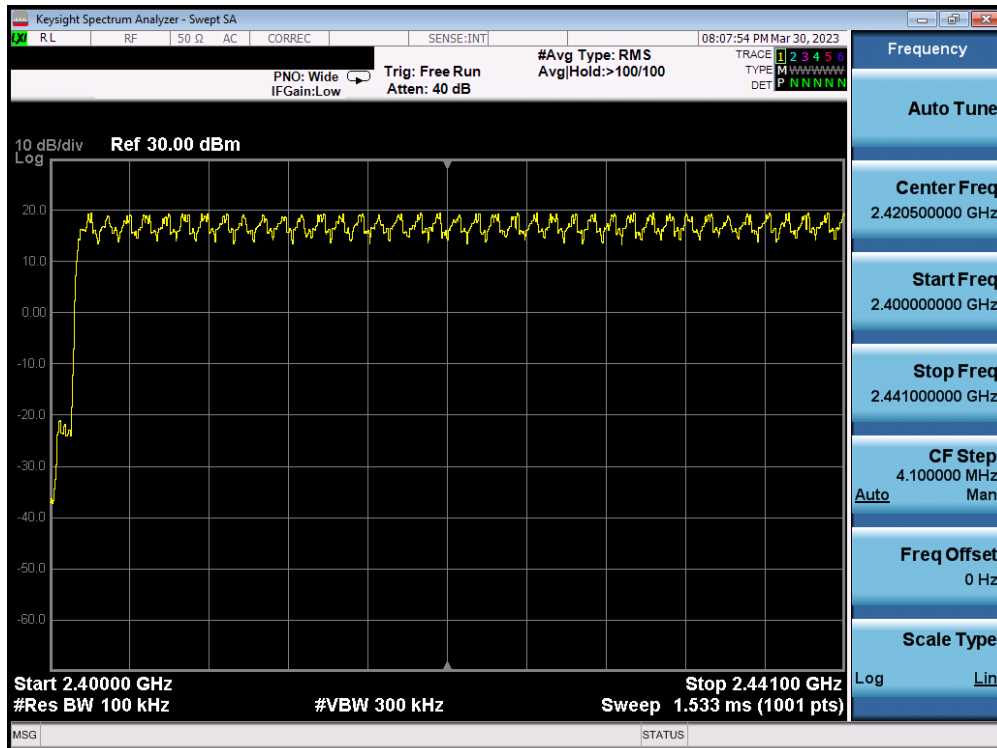 Keysight Spectrum Analyzer - Swept SA
LXI RL RF 50 Ω AC CORREC SENSE:INT 08:07:54 PM Mar 30, 2023
PNO: Wide
IFGain:Low
Trig: Free Run
Atten: 40 dB
#Avg Type: RMS
Avg|Hold:>100/100
TRACE 1 2 3 4 5 6
TYPE M WWWWW
DET P N N N N N
10 dB/div Ref 30.00 dBm
Log
20.0
10.0
0.00
-10.0
-20.0
-30.0
-40.0
-50.0
-60.0
Start 2.40000 GHz Stop 2.44100 GHz
#Res BW 100 kHz #VBW 300 kHz Sweep 1.533 ms (1001 pts)
MSG STATUS
Frequency
Auto Tune
Center Freq
2.420500000 GHz
Start Freq
2.400000000 GHz
Stop Freq
2.441000000 GHz
CF Step
4.100000 MHz
Auto Man
Freq Offset
0 Hz
Scale Type
Log Lin